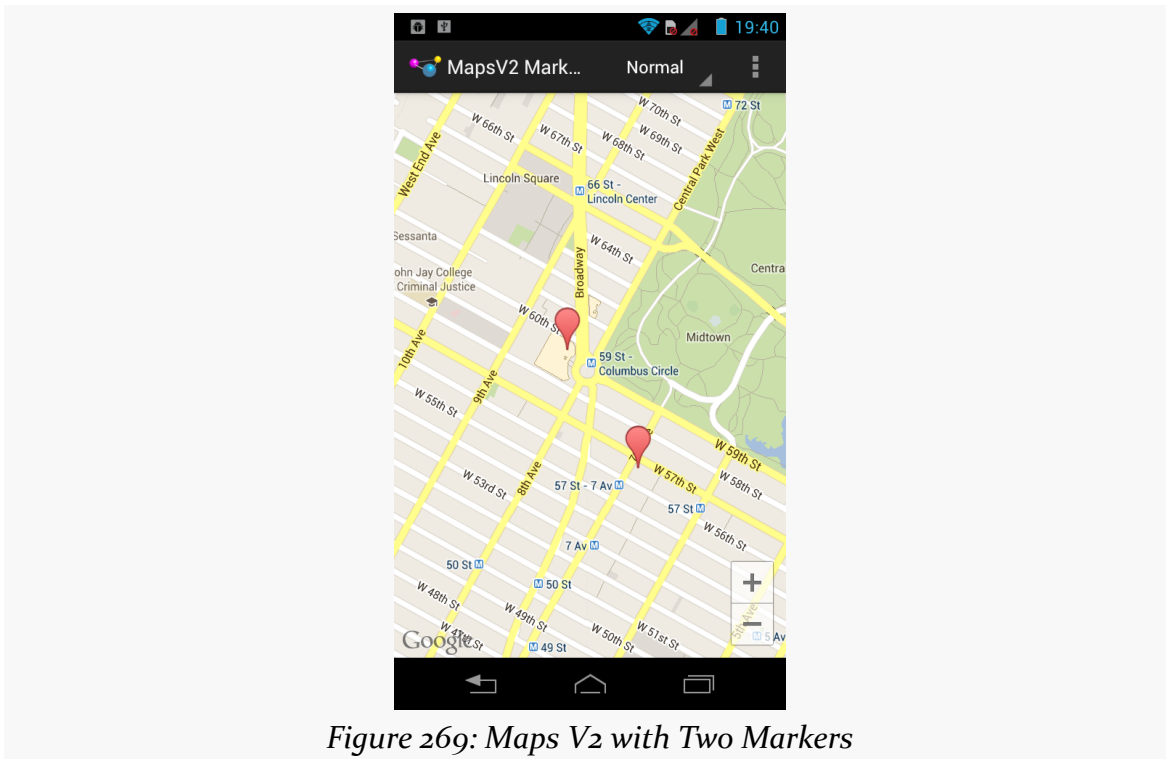 19:40
MapsV2 Mark... Normal
W 70th St
M 72 St
W 66th St
W 67th St
W 69th St
W 68th St
West End Ave
Central Park West
Lincoln Square
M 66 St -
Lincoln Center
Sessanta
W 64th St
Broadway
ohn Jay College
Criminal Justice
Centra
W 60th St
Midtown
10th Ave
M 59 St -
Columbus Circle
9th Ave
W 55th St
W 59th St
W 57th St
W 58th St
W 53rd St
8th Ave
57 St - 7 Av M
57 St M
W 56th St
7 Av M
50 St M
M 50 St
W 48th St
W 49th St
+
−
5th Ave
M 5 Av
Google
W 50th St
W 51st St
M 49 St
Figure 269: Maps V2 with Two Markers